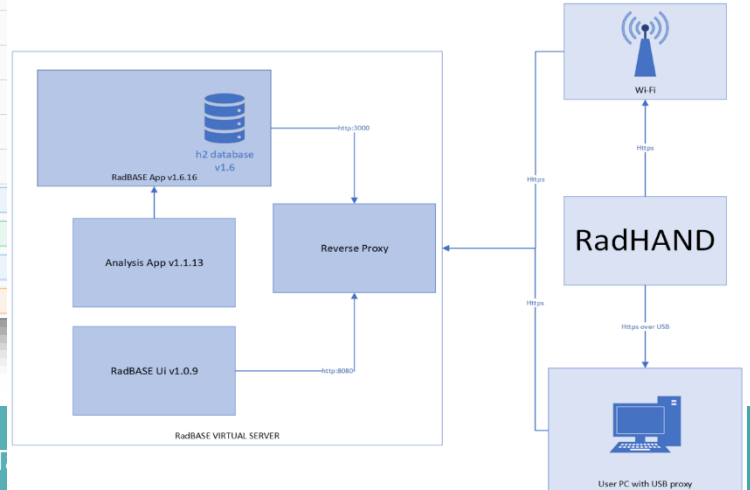 Wi-Fi
h2 database
v1.6
http:3000
RadBASE App v1.6.16
Https
Https
RadHAND
Analysis App v1.1.13
Reverse Proxy
Https
Https over USB
RadBASE Ui v1.0.9
http:8080
RadBASE VIRTUAL SERVER
User PC with USB proxy